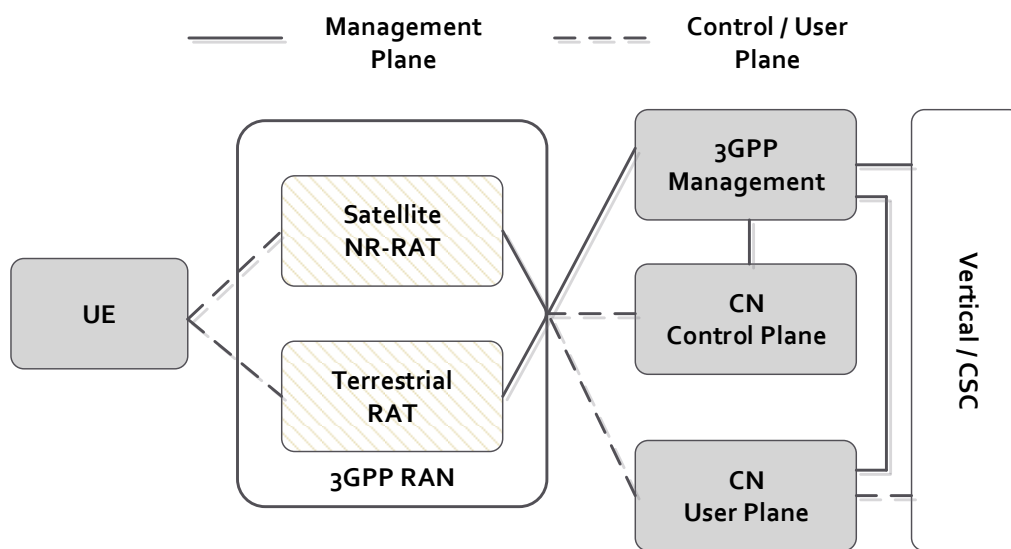 Management
Plane
Control / User
Plane
3GPP
Management
Satellite
NR-RAT
UE
CN
Control Plane
Vertical / CSC
Terrestrial
RAT
3GPP RAN
CN
User Plane